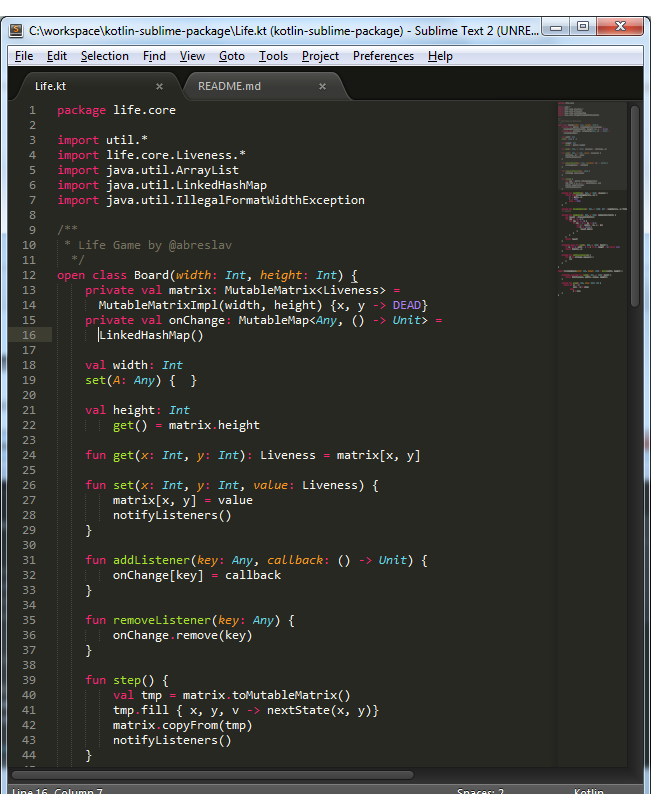 C:\workspace\kotlin-sublime-package\Life.kt (kotlin-sublime-package) - Sublime Text 2 (UNRE...
File Edit Selection Find View Goto Tools Project Preferences Help
Life.kt × README.md ×
1 package life.core
2
3 import util.*
4 import life.core.Liveness.*
5 import java.util.ArrayList
6 import java.util.LinkedHashMap
7 import java.util.IllegalFormatWidthException
8
9 /**
10 * Life Game by @abreslav
11 */
12 open class Board(width: Int, height: Int) {
13 private val matrix: MutableMatrix<Liveness> =
14 MutableMatrixImpl(width, height) {x, y -> DEAD}
15 private val onChange: MutableMap<Any, () -> Unit> =
16 LinkedHashMap()
17
18 val width: Int
19 set(A: Any) { }
20
21 val height: Int
22 get() = matrix.height
23
24 fun get(x: Int, y: Int): Liveness = matrix[x, y]
25
26 fun set(x: Int, y: Int, value: Liveness) {
27 matrix[x, y] = value
28 notifyListeners()
29 }
30
31 fun addListener(key: Any, callback: () -> Unit) {
32 onChange[key] = callback
33 }
34
35 fun removeListener(key: Any) {
36 onChange.remove(key)
37 }
38
39 fun step() {
40 val tmp = matrix.toMutableMatrix()
41 tmp.fill { x, y, v -> nextState(x, y)}
42 matrix.copyFrom(tmp)
43 notifyListeners()
44 }
Line 16, Column 7 Spaces: 2 Kotlin